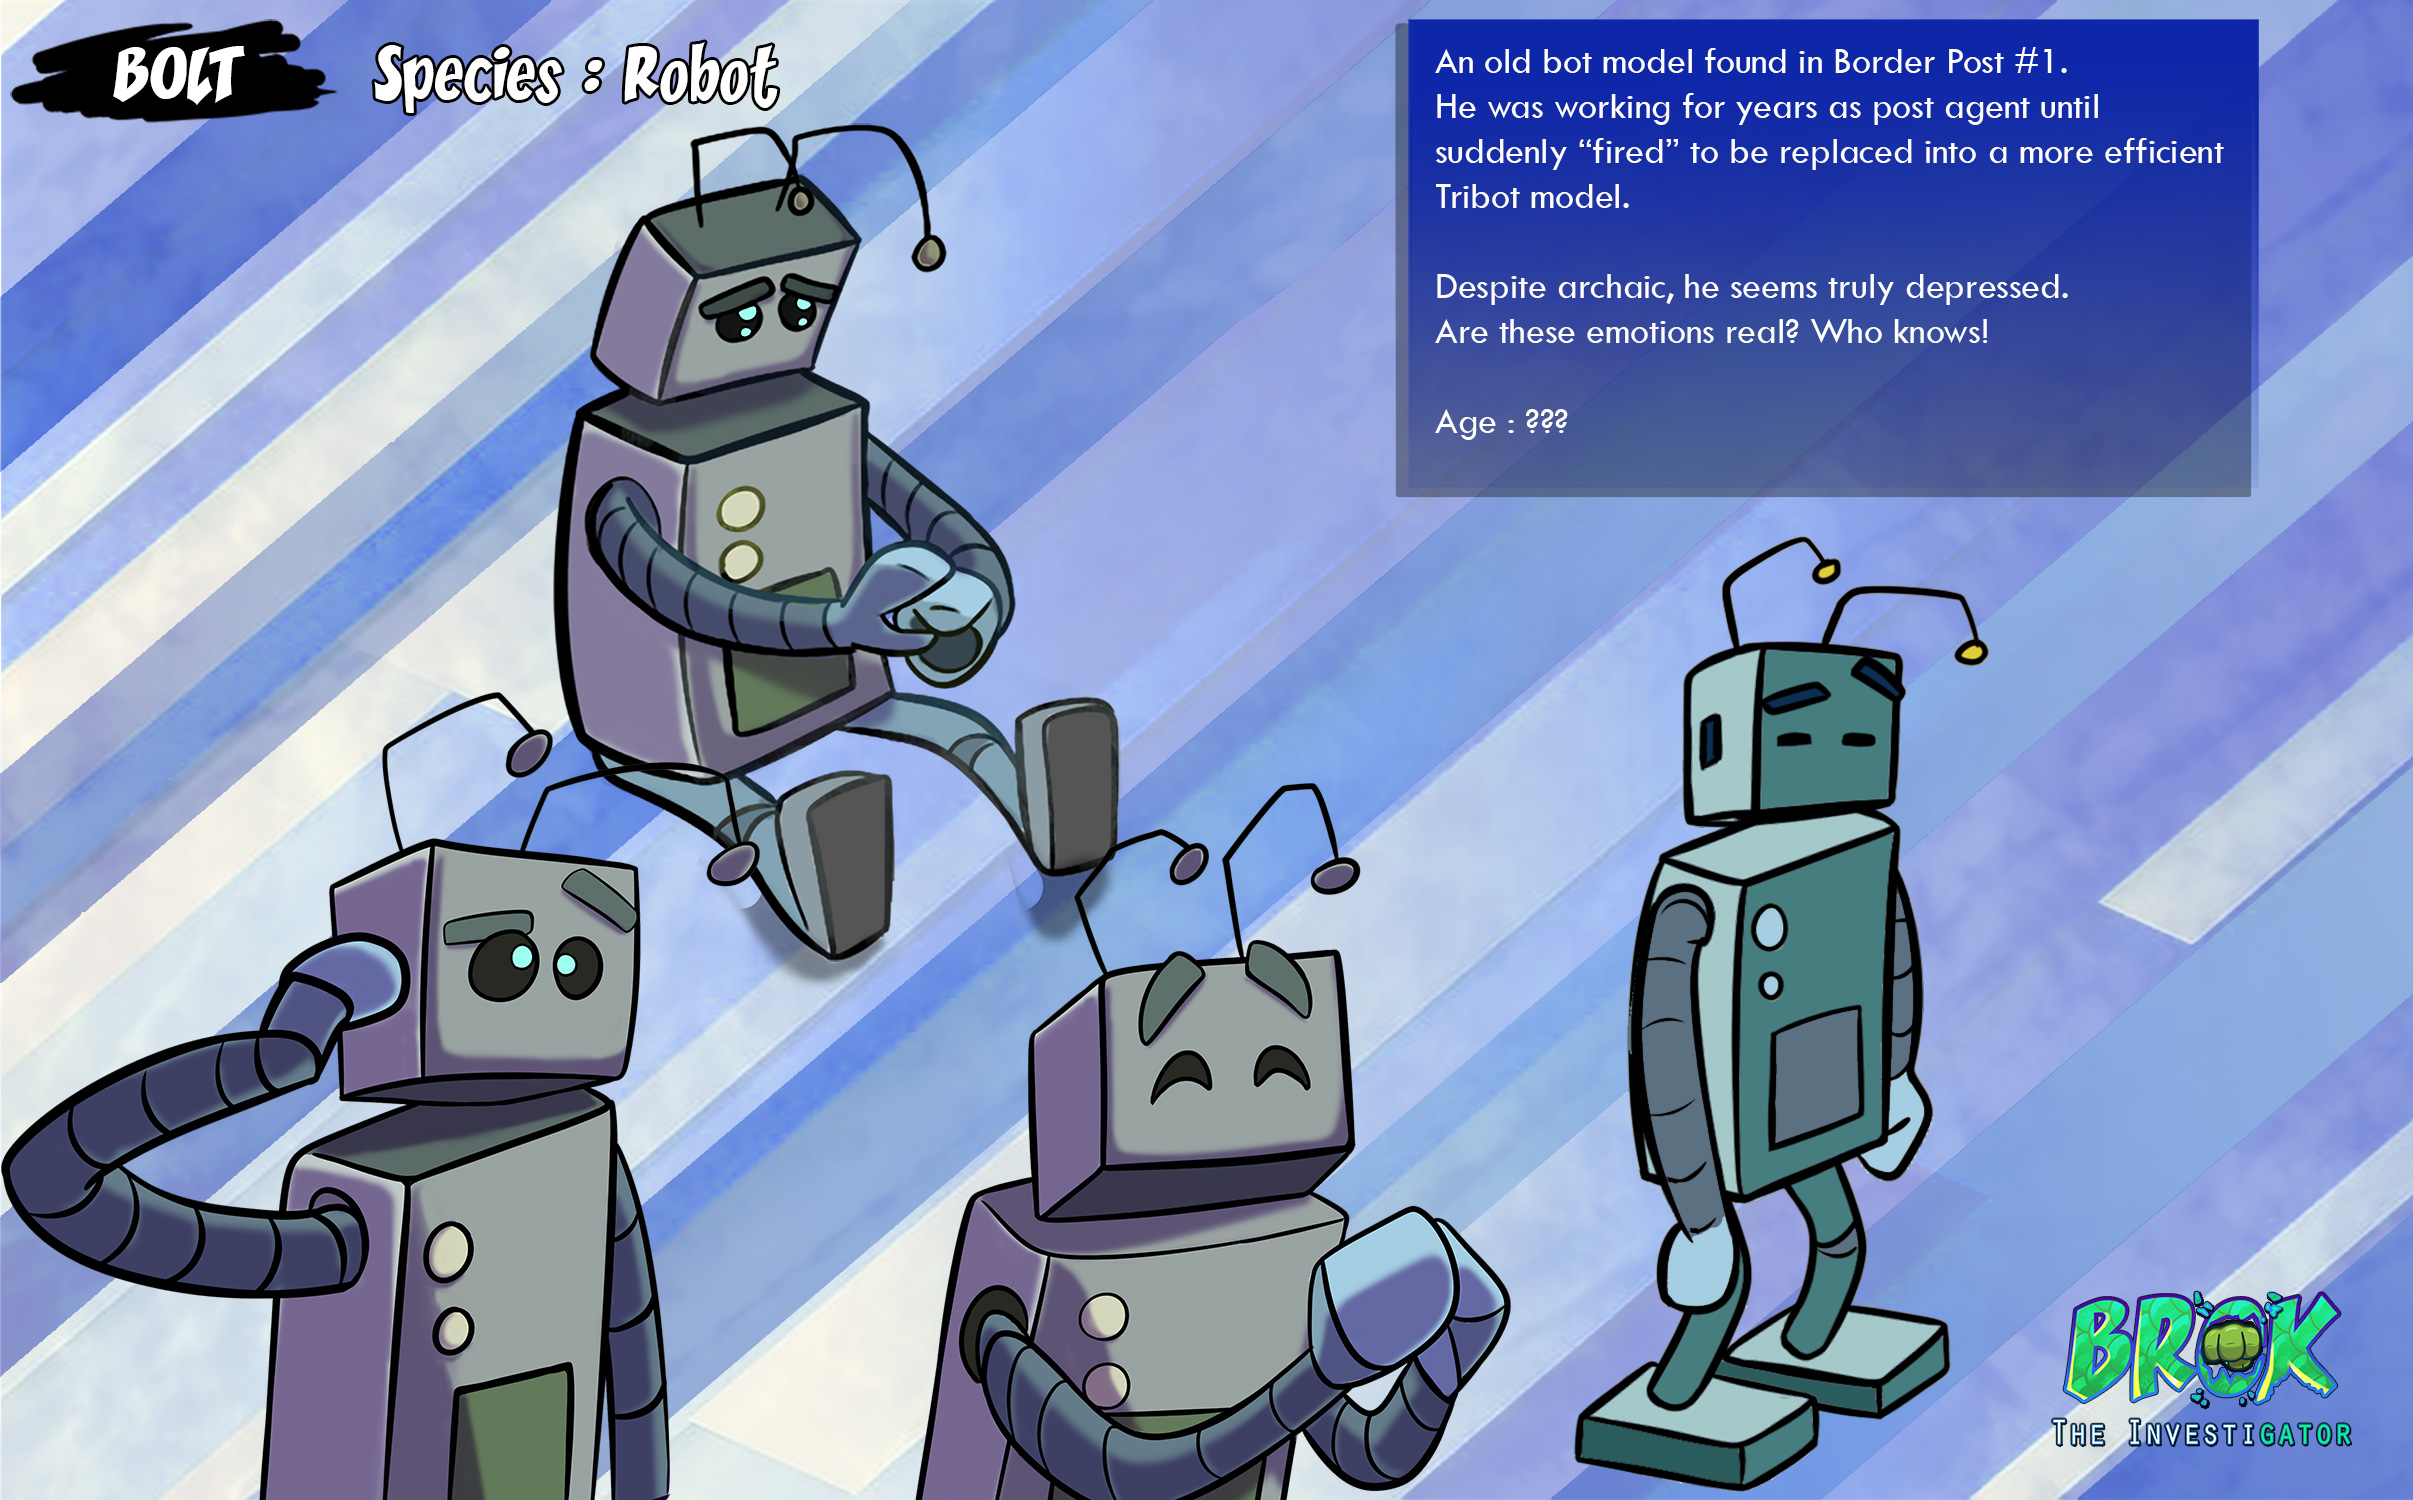 BOLT
Species : Robot
An old bot model found in Border Post #1.
He was working for years as post agent until
suddenly “fired” to be replaced into a more efficient
Tribot model.
Despite archaic, he seems truly depressed.
Are these emotions real? Who knows!
Age : ???
BROK
THE INVESTIGATOR